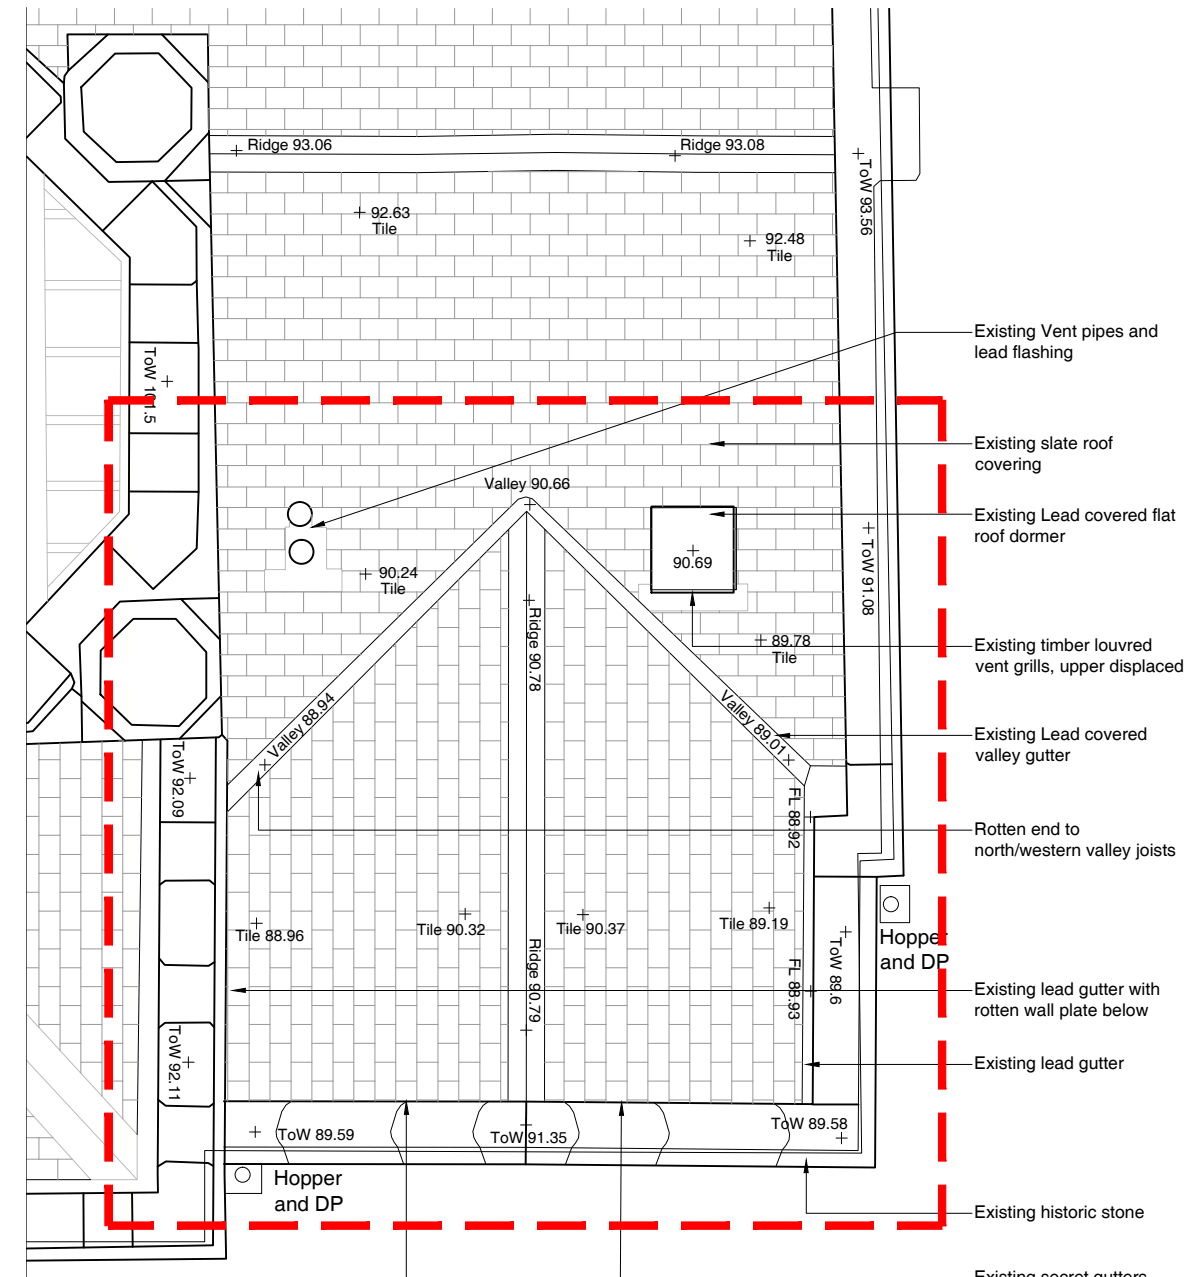 Ridge 93.06
Ridge 93.08
ToW 93.56
92.63
Tile
92.48
Tile
Existing Vent pipes and
lead flashing
ToW 101.5
Existing slate roof
covering
Valley 90.66
Existing Lead covered flat
roof dormer
90.69
ToW 91.08
90.24
Tile
Ridge 90.78
89.78
Tile
Existing timber louvred
vent grills, upper displaced
Valley 88.94
Valley 89.01
Existing Lead covered
valley gutter
ToW 92.09
FL 88.92
Rotten end to
north/western valley joists
Tile 88.96
Tile 90.32
Tile 90.37
Tile 89.19
Hopper
and DP
Ridge 90.79
FL 88.93
ToW 89.6
Existing lead gutter with
rotten wall plate below
ToW 92.11
Existing lead gutter
ToW 89.59
ToW 91.35
ToW 89.58
Hopper
and DP
Existing historic stone
Existing secret gutters